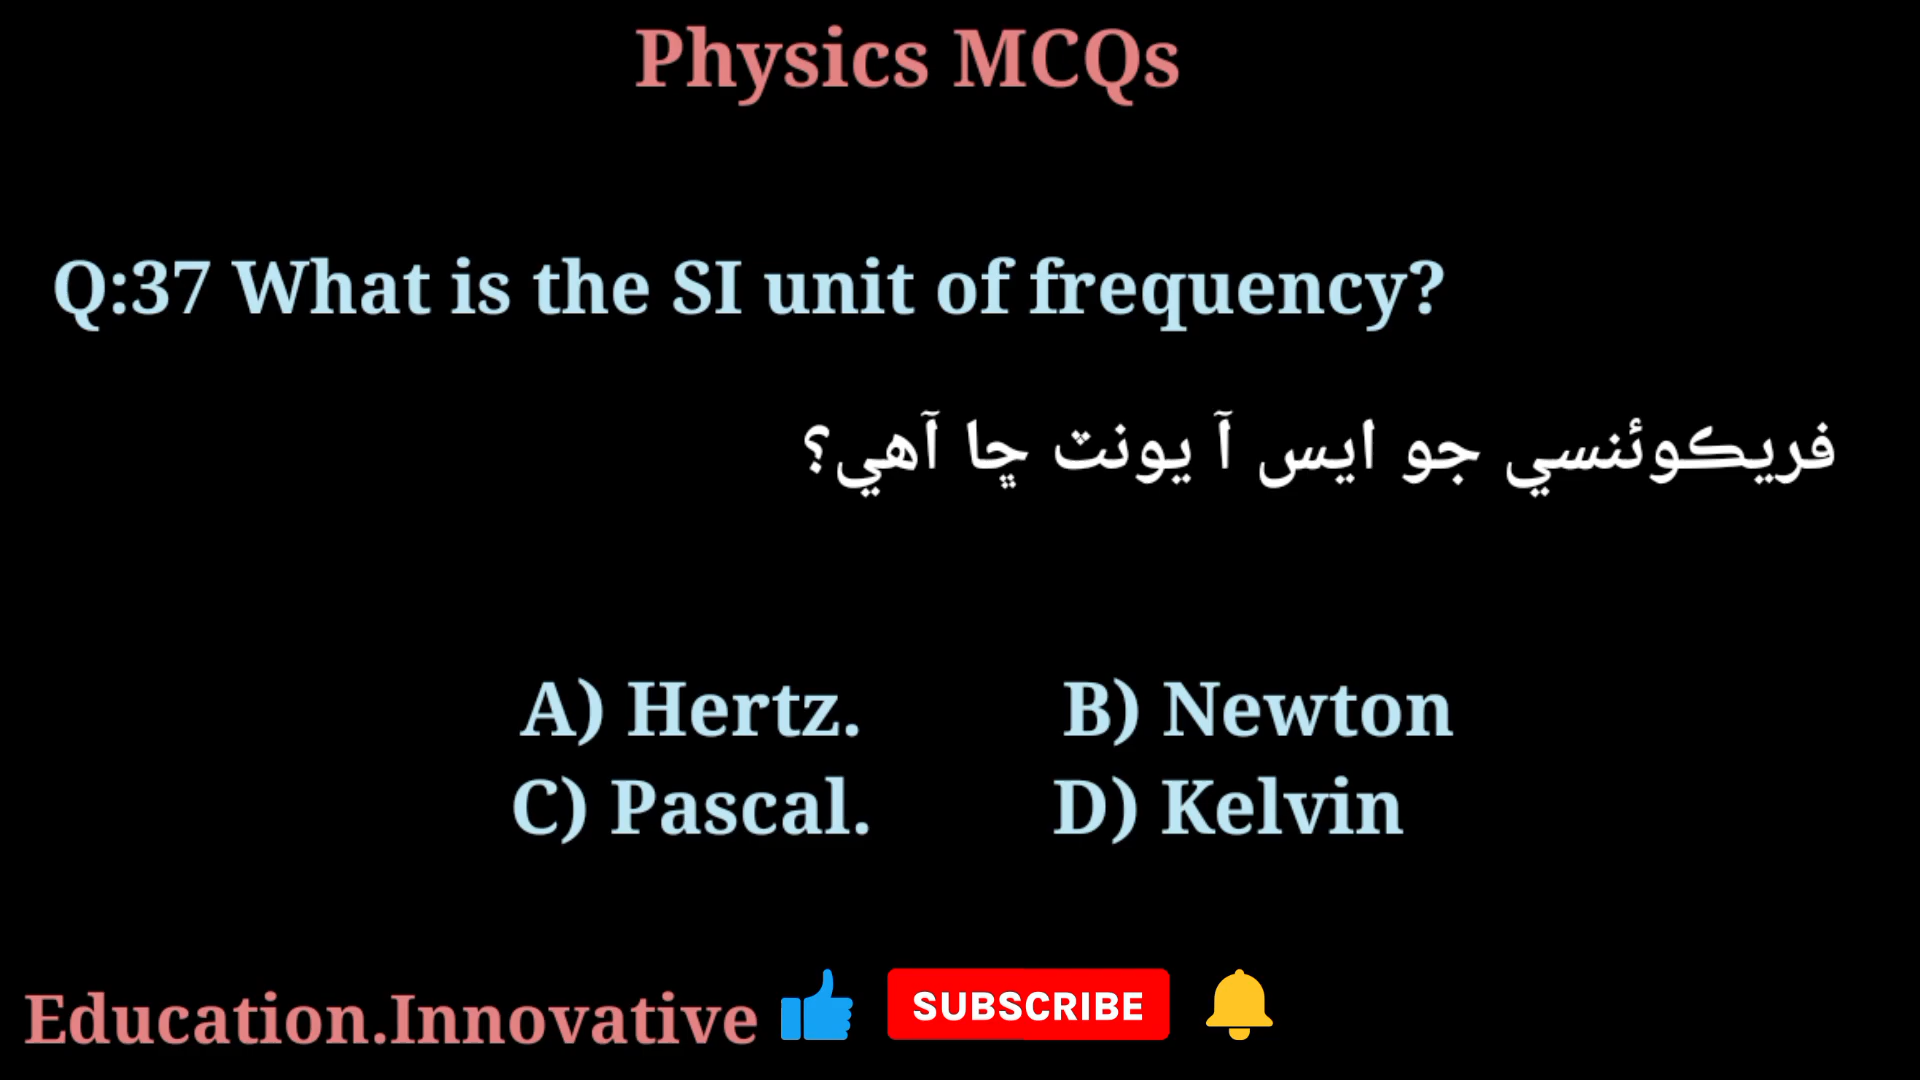 Physics MCQs
Q:37 What is the SI unit of frequency?
فريڪوئنسي جو ايس آ يونٽ ڇا آهي؟
A) Hertz. B) Newton
C) Pascal. D) Kelvin
Education.Innovative SUBSCRIBE